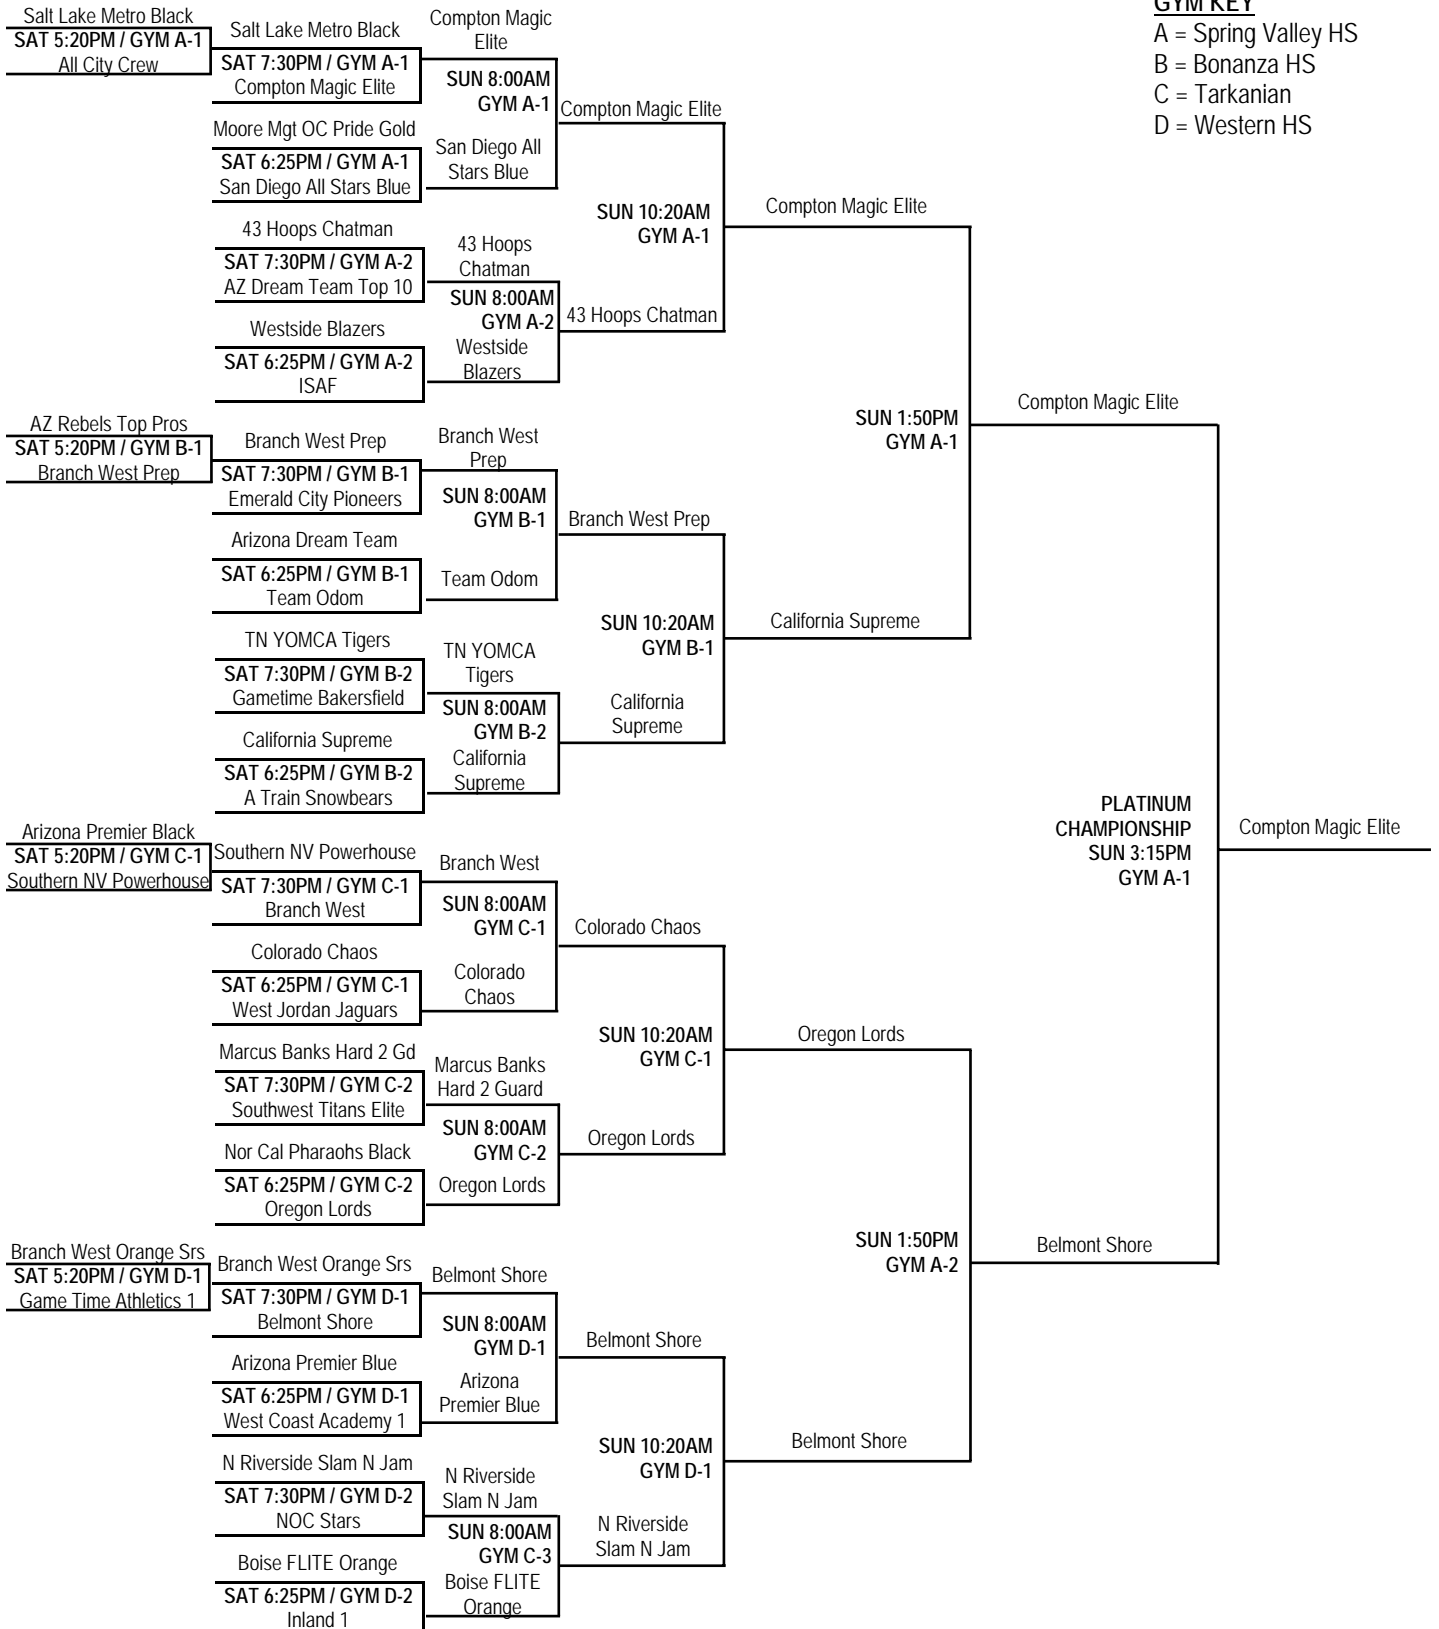 GYM KEY
A = Spring Valley HS
B = Bonanza HS
C = Tarkanian
D = Western HS
Salt Lake Metro Black
SAT 5:20PM / GYM A-1
All City Crew
Salt Lake Metro Black
SAT 7:30PM / GYM A-1
Compton Magic Elite
Moore Mgt OC Pride Gold
SAT 6:25PM / GYM A-1
San Diego All Stars Blue
43 Hoops Chatman
SAT 7:30PM / GYM A-2
AZ Dream Team Top 10
Westside Blazers
SAT 6:25PM / GYM A-2
ISAF
Compton Magic
Elite
SUN 8:00AM
GYM A-1
San Diego All
Stars Blue
43 Hoops
Chatman
SUN 8:00AM
GYM A-2
Westside
Blazers
Compton Magic Elite
SUN 10:20AM
GYM A-1
43 Hoops Chatman
Compton Magic Elite
AZ Rebels Top Pros
SAT 5:20PM / GYM B-1
Branch West Prep
Branch West Prep
SAT 7:30PM / GYM B-1
Emerald City Pioneers
Arizona Dream Team
SAT 6:25PM / GYM B-1
Team Odom
TN YOMCA Tigers
SAT 7:30PM / GYM B-2
Gametime Bakersfield
California Supreme
SAT 6:25PM / GYM B-2
A Train Snowbears
Branch West
Prep
SUN 8:00AM
GYM B-1
Team Odom
TN YOMCA
Tigers
SUN 8:00AM
GYM B-2
California
Supreme
Branch West Prep
SUN 10:20AM
GYM B-1
California
Supreme
California Supreme
SUN 1:50PM
GYM A-1
Compton Magic Elite
Arizona Premier Black
SAT 5:20PM / GYM C-1
Southern NV Powerhouse
Southern NV Powerhouse
SAT 7:30PM / GYM C-1
Branch West
Colorado Chaos
SAT 6:25PM / GYM C-1
West Jordan Jaguars
Marcus Banks Hard 2 Gd
SAT 7:30PM / GYM C-2
Southwest Titans Elite
Nor Cal Pharaohs Black
SAT 6:25PM / GYM C-2
Oregon Lords
Branch West
SUN 8:00AM
GYM C-1
Colorado
Chaos
Marcus Banks
Hard 2 Guard
SUN 8:00AM
GYM C-2
Oregon Lords
Colorado Chaos
SUN 10:20AM
GYM C-1
Oregon Lords
Oregon Lords
Branch West Orange Srs
SAT 5:20PM / GYM D-1
Game Time Athletics 1
Branch West Orange Srs
SAT 7:30PM / GYM D-1
Belmont Shore
Arizona Premier Blue
SAT 6:25PM / GYM D-1
West Coast Academy 1
N Riverside Slam N Jam
SAT 7:30PM / GYM D-2
NOC Stars
Boise FLITE Orange
SAT 6:25PM / GYM D-2
Inland 1
Belmont Shore
SUN 8:00AM
GYM D-1
Arizona
Premier Blue
N Riverside
Slam N Jam
SUN 8:00AM
GYM C-3
Boise FLITE
Orange
Belmont Shore
SUN 10:20AM
GYM D-1
N Riverside
Slam N Jam
Belmont Shore
SUN 1:50PM
GYM A-2
Belmont Shore
PLATINUM
CHAMPIONSHIP
SUN 3:15PM
GYM A-1
Compton Magic Elite